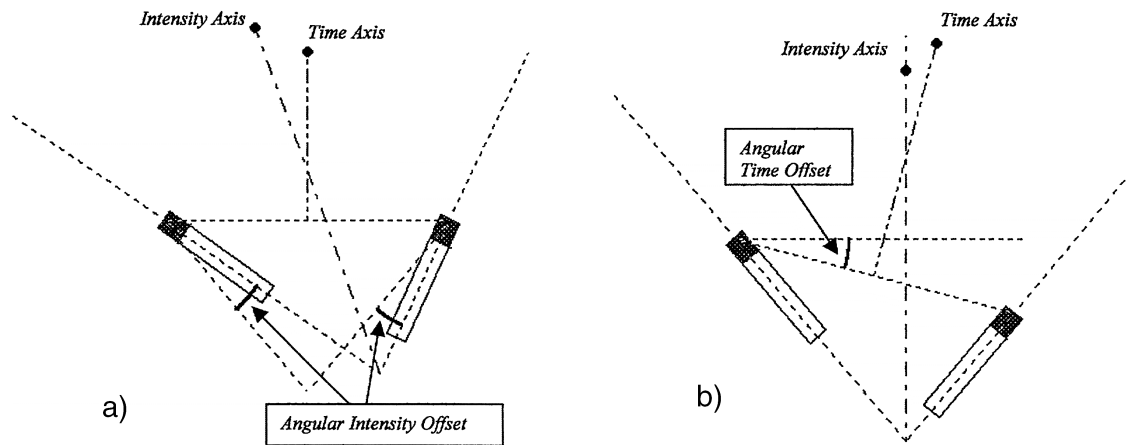 Intensity Axis
Time Axis
a)
Angular Intensity Offset
Time Axis
Intensity Axis
Angular
Time Offset
b)